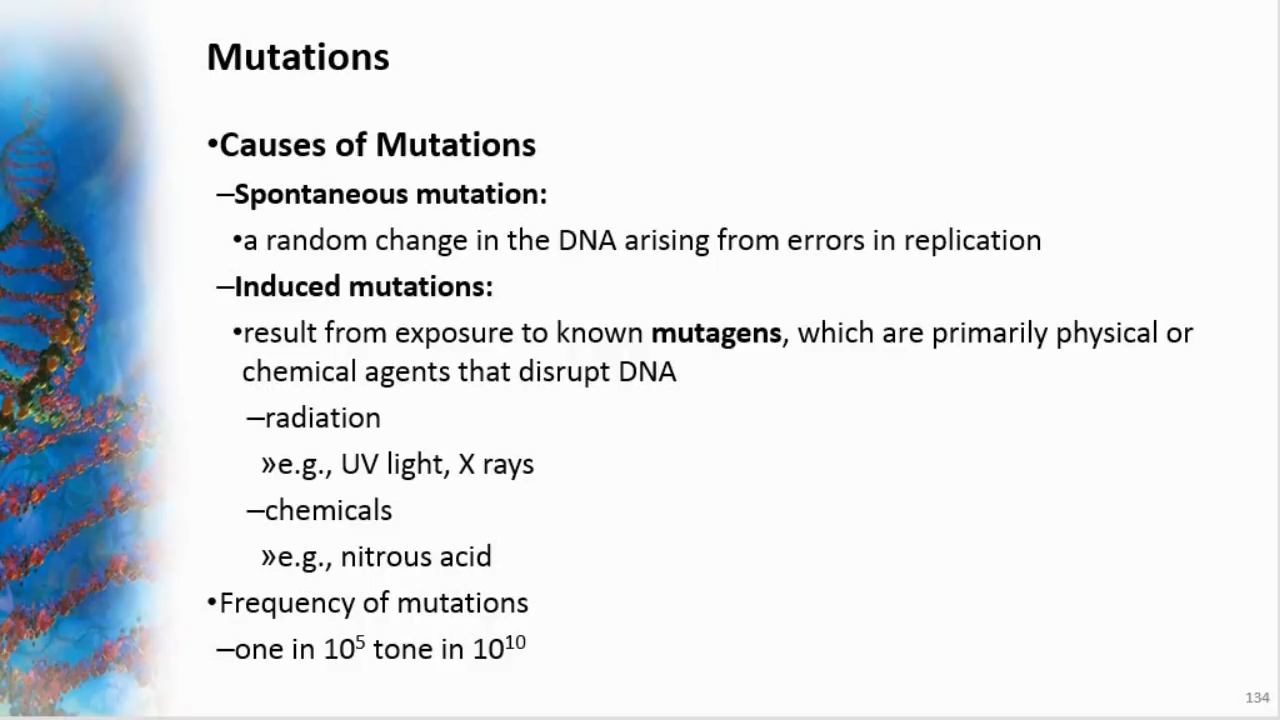 Mutations
•Causes of Mutations
–Spontaneous mutation:
•a random change in the DNA arising from errors in replication
–Induced mutations:
•result from exposure to known mutagens, which are primarily physical or
chemical agents that disrupt DNA
–radiation
»e.g., UV light, X rays
–chemicals
»e.g., nitrous acid
•Frequency of mutations
–one in 10⁵ tone in 10¹⁰
134